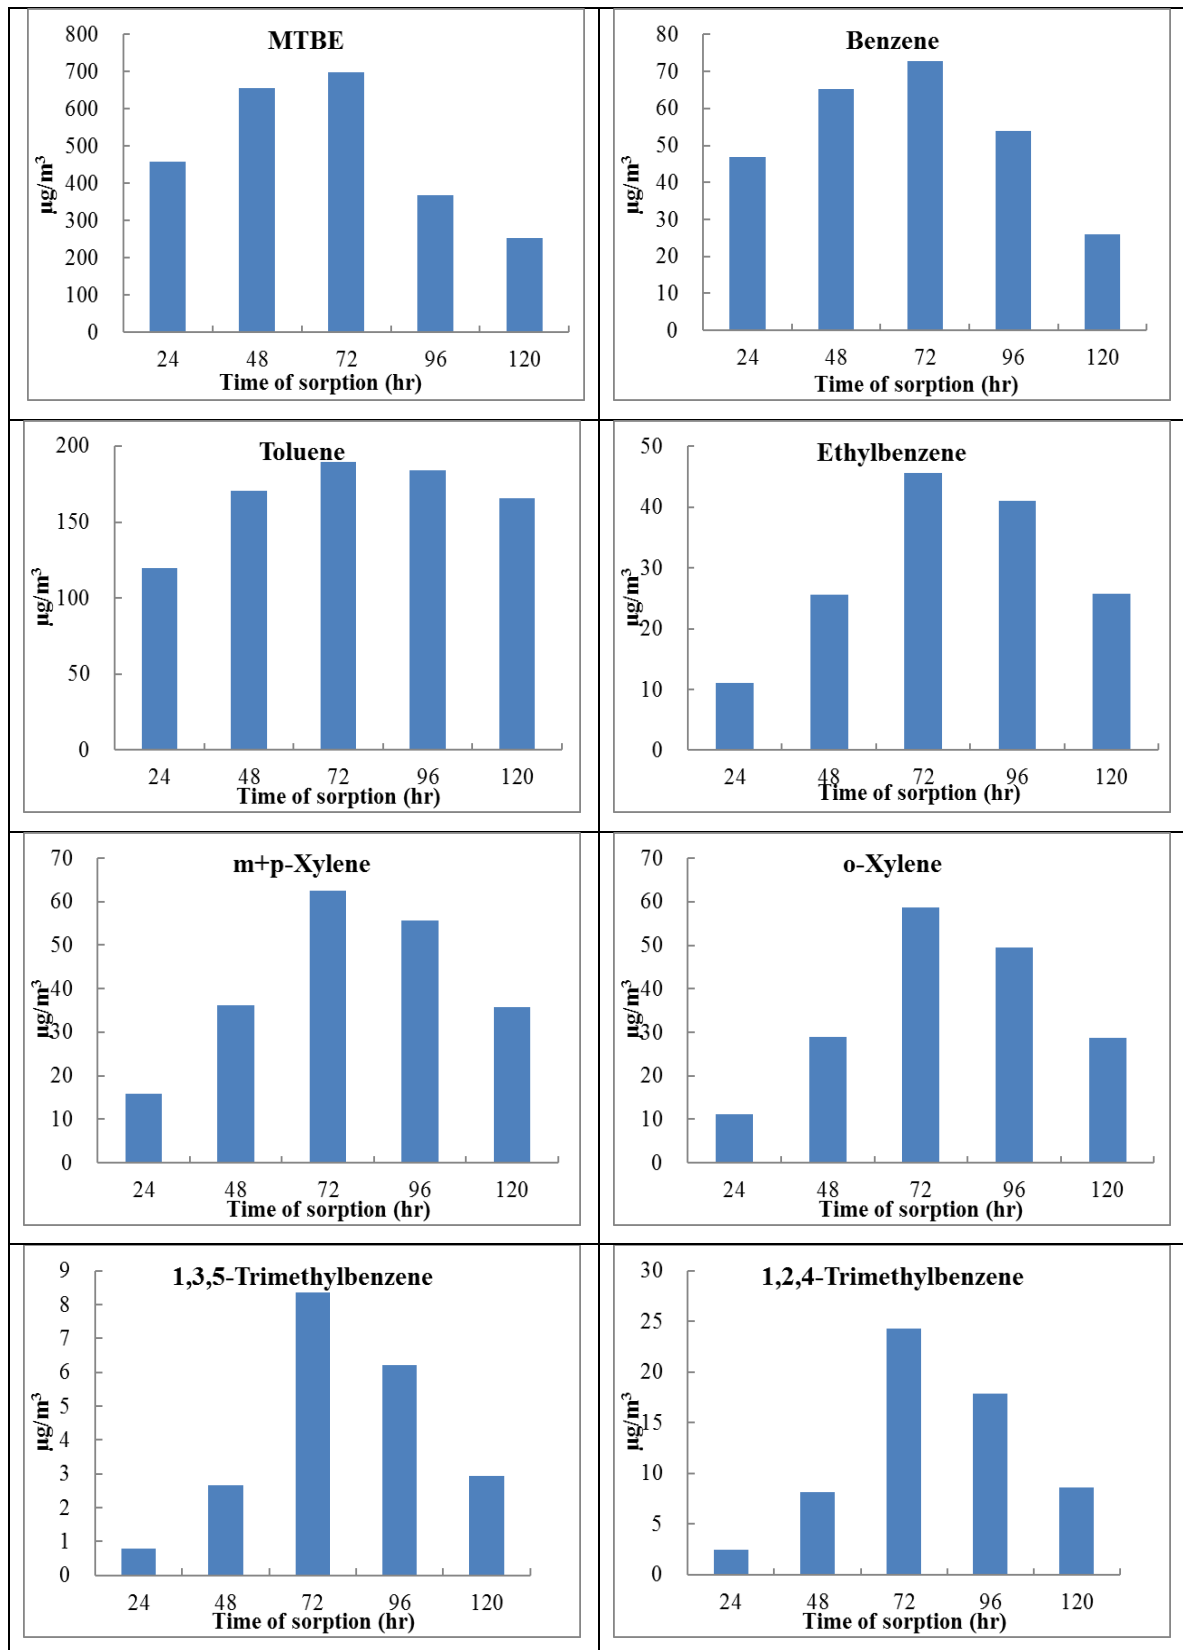 MTBE
800
700
600
500
400
300
200
100
0
µg/m³
24 48 72 96 120
Time of sorption (hr)
Benzene
80
70
60
50
40
30
20
10
0
µg/m³
24 48 72 96 120
Time of sorption (hr)
Toluene
200
150
100
50
0
µg/m³
24 48 72 96 120
Time of sorption (hr)
Ethylbenzene
50
40
30
20
10
0
µg/m³
24 48 72 96 120
Time of sorption (hr)
m+p-Xylene
70
60
50
40
30
20
10
0
µg/m³
24 48 72 96 120
Time of sorption (hr)
o-Xylene
70
60
50
40
30
20
10
0
µg/m³
24 48 72 96 120
Time of sorption (hr)
1,3,5-Trimethylbenzene
9
8
7
6
5
4
3
2
1
0
µg/m³
24 48 72 96 120
Time of sorption (hr)
1,2,4-Trimethylbenzene
30
25
20
15
10
5
0
µg/m³
24 48 72 96 120
Time of sorption (hr)